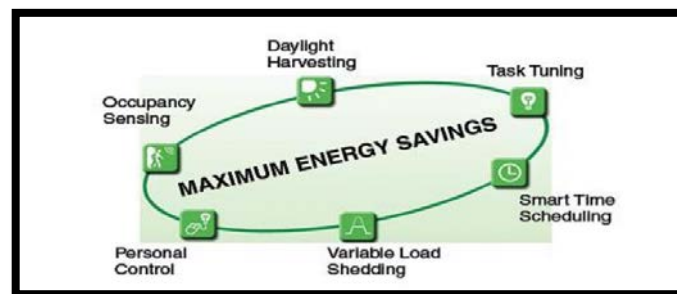 Daylight
Harvesting
Task Tuning
Occupancy
Sensing
MAXIMUM ENERGY SAVINGS
Smart Time
Scheduling
Personal
Control
Variable Load
Shedding